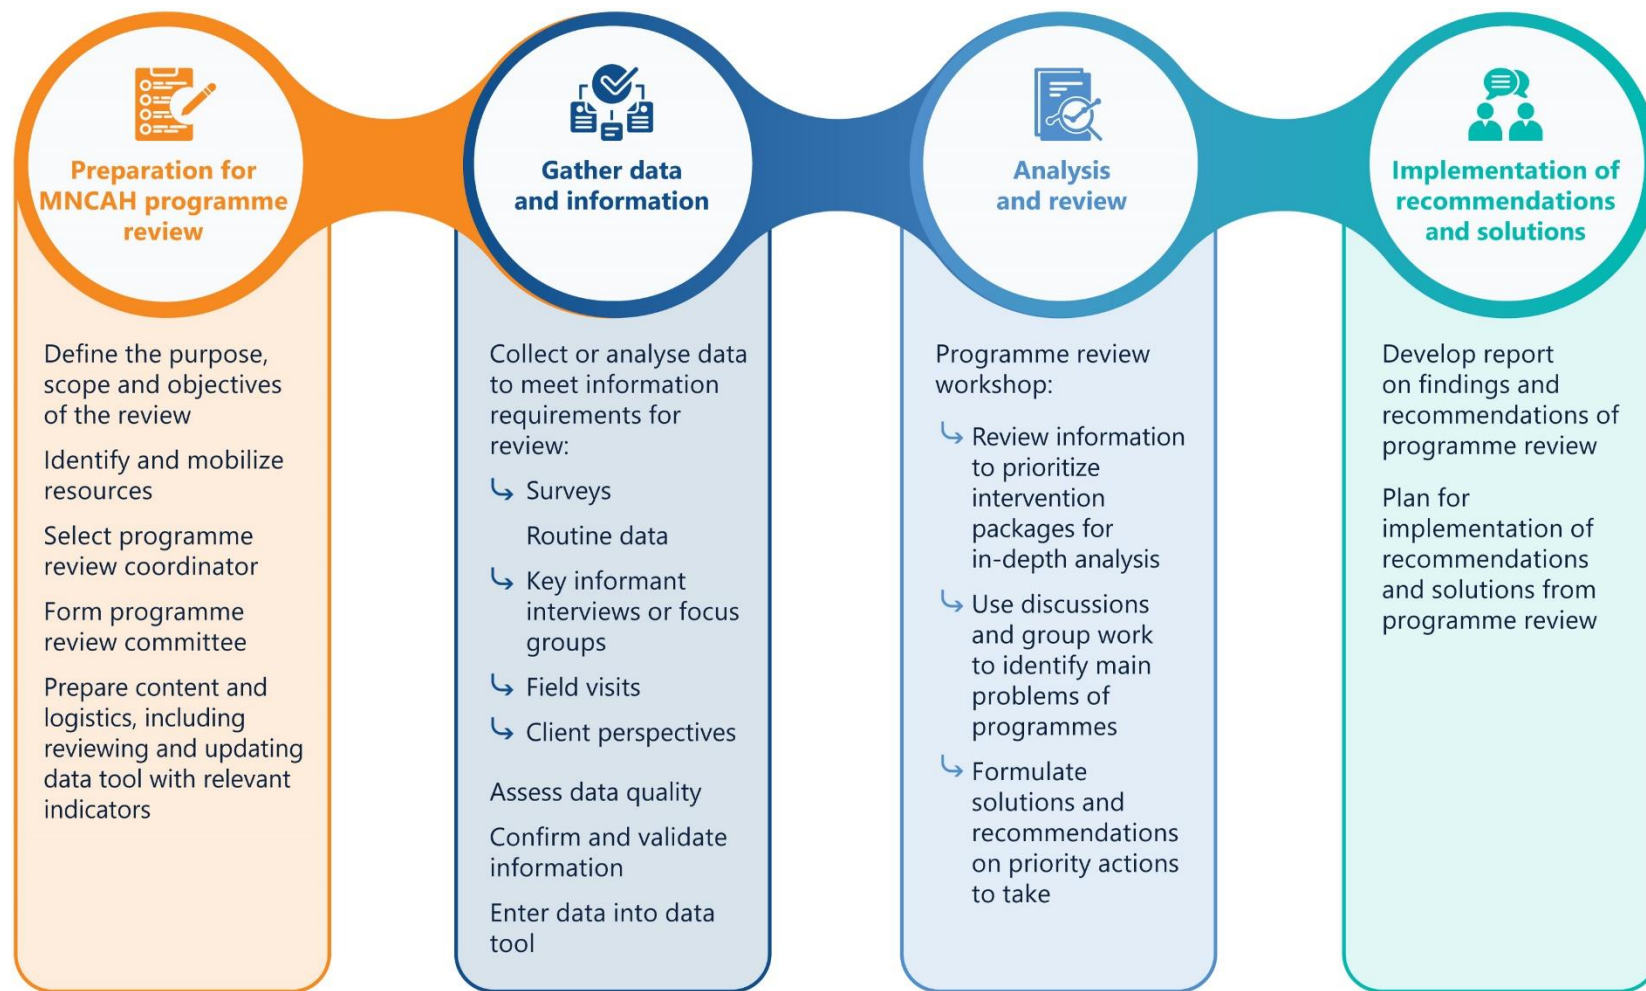 Preparation for
MNCAH programme
review
Define the purpose,
scope and objectives
of the review
Identify and mobilize
resources
Select programme
review coordinator
Form programme
review committee
Prepare content and
logistics, including
reviewing and updating
data tool with relevant
indicators
Gather data
and information
Collect or analyse data
to meet information
requirements for
review:
Surveys
Routine data
Key informant
interviews or focus
groups
Field visits
Client perspectives
Assess data quality
Confirm and validate
information
Enter data into data
tool
Analysis
and review
Programme review
workshop:
Review information
to prioritize
intervention
packages for
in-depth analysis
Use discussions
and group work
to identify main
problems of
programmes
Formulate
solutions and
recommendations
on priority actions
to take
Implementation of
recommendations
and solutions
Develop report
on findings and
recommendations of
programme review
Plan for
implementation of
recommendations
and solutions from
programme review